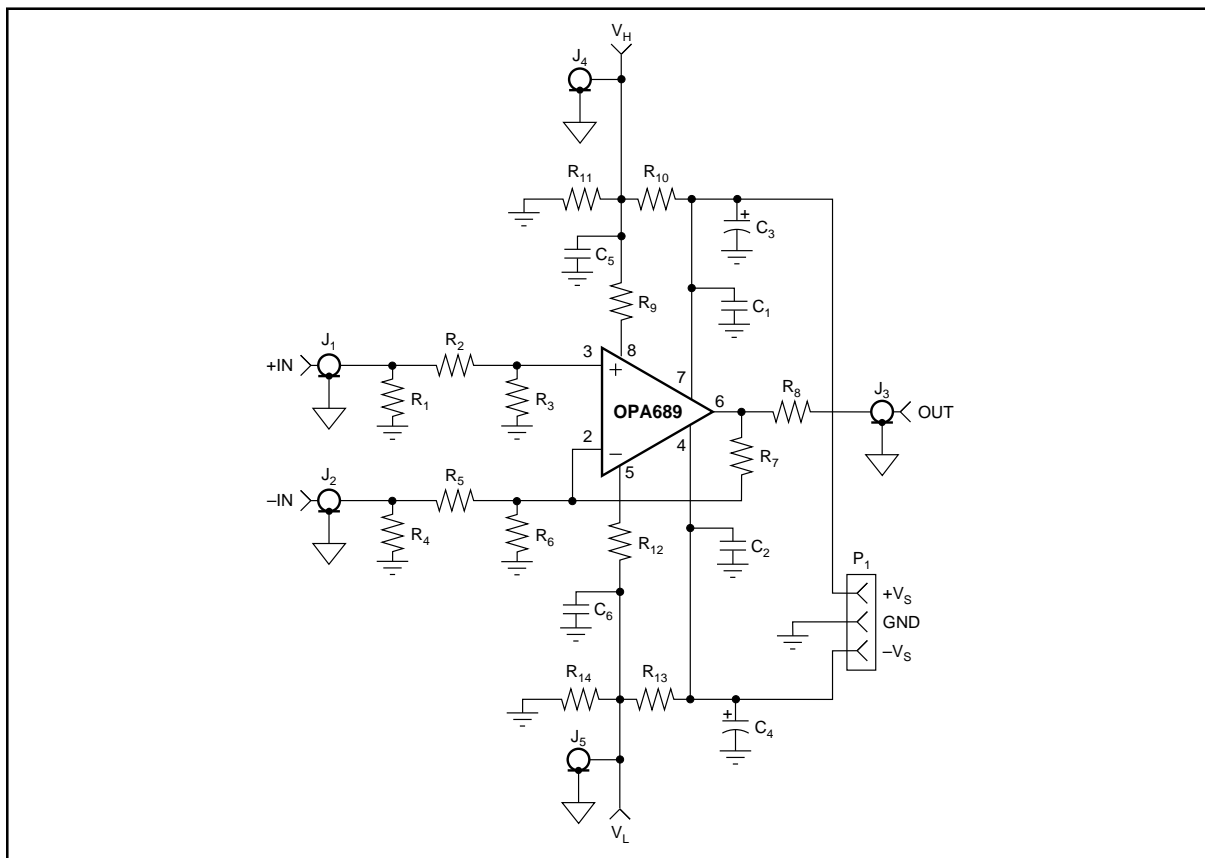 V_H
J_4
R_11
R_10
+
C_3
C_5
R_9
C_1
J_1
+IN
R_2
3
8
+
7
R_1
R_3
OPA689
6
R_8
J_3
OUT
2
–
4
5
R_7
J_2
–IN
R_5
R_4
R_6
R_12
C_2
P_1
C_6
+V_S
GND
–V_S
R_14
R_13
+
C_4
J_5
V_L